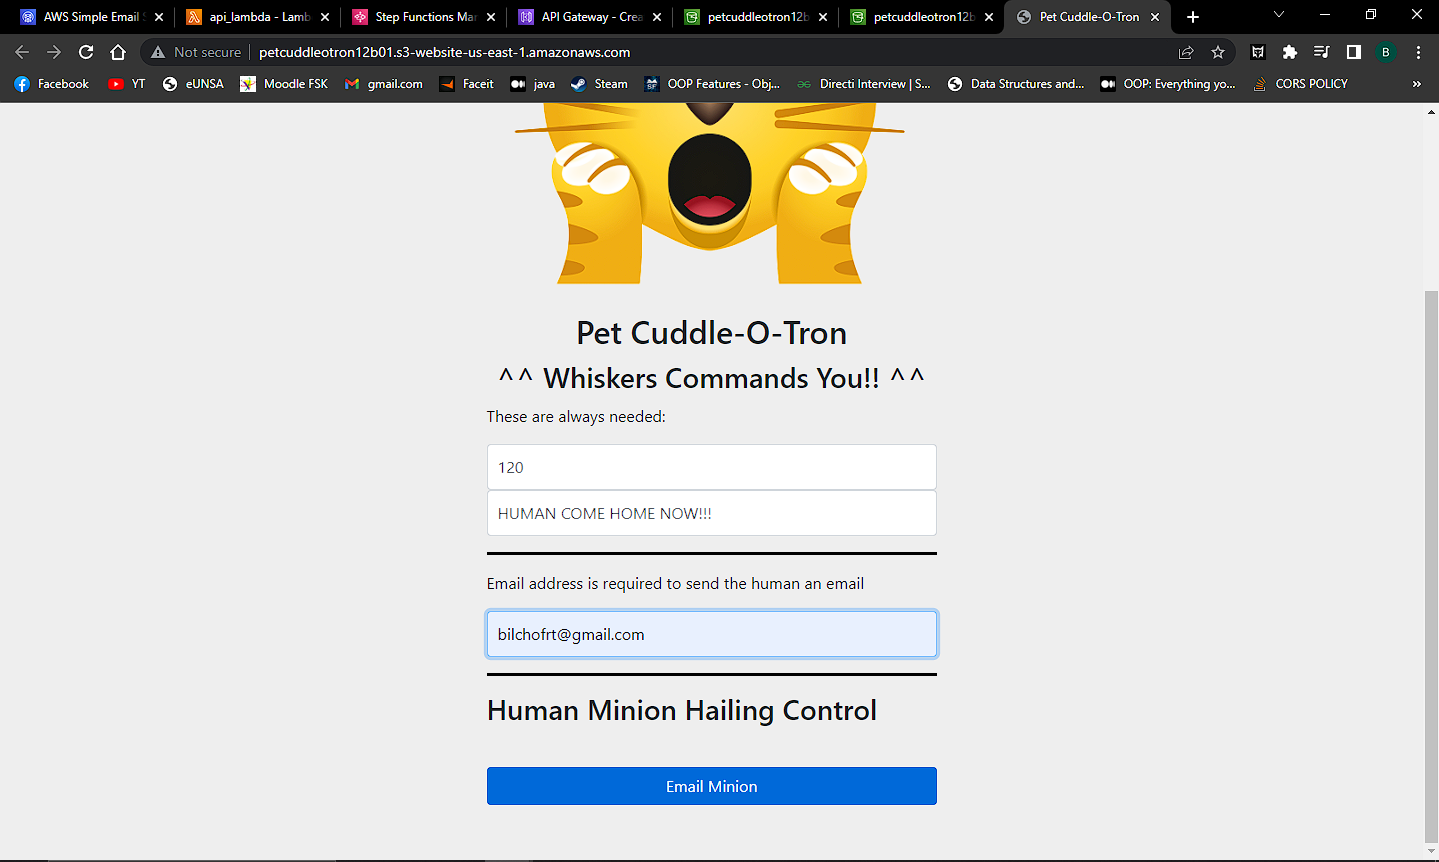 AWS Simple Email S
api_lambda - Lamb
Step Functions Mar
API Gateway - Crea
petcuddleotron12b
petcuddleotron12b
Pet Cuddle-O-Tron
Not secure
petcuddleotron12b01.s3-website-us-east-1.amazonaws.com
B
Facebook
YT
eUNSA
Moodle FSK
gmail.com
Faceit
java
Steam
SF
OOP Features - Obj...
Directi Interview | S...
Data Structures and...
OOP: Everything yo...
CORS POLICY
»
Pet Cuddle-O-Tron
^^ Whiskers Commands You!! ^^
These are always needed:
120
HUMAN COME HOME NOW!!!
Email address is required to send the human an email
bilchofrt@gmail.com
Human Minion Hailing Control
Email Minion